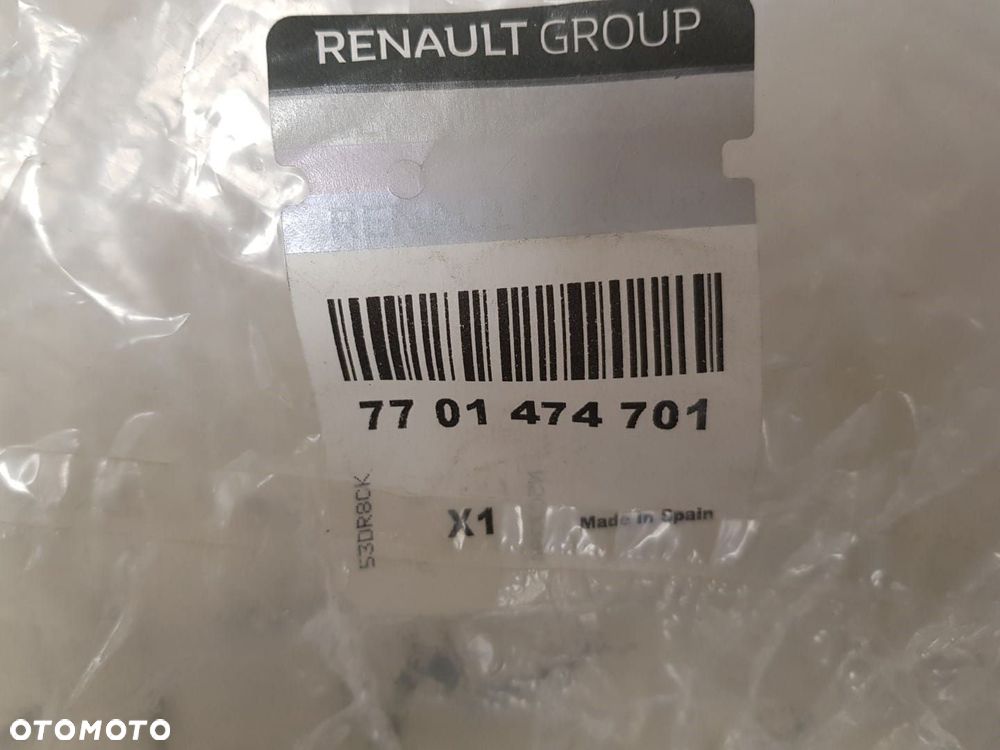 RENAULT GROUP
77 01 474 701
53DR8CK
X1
Made in Spain
OTOMOTO